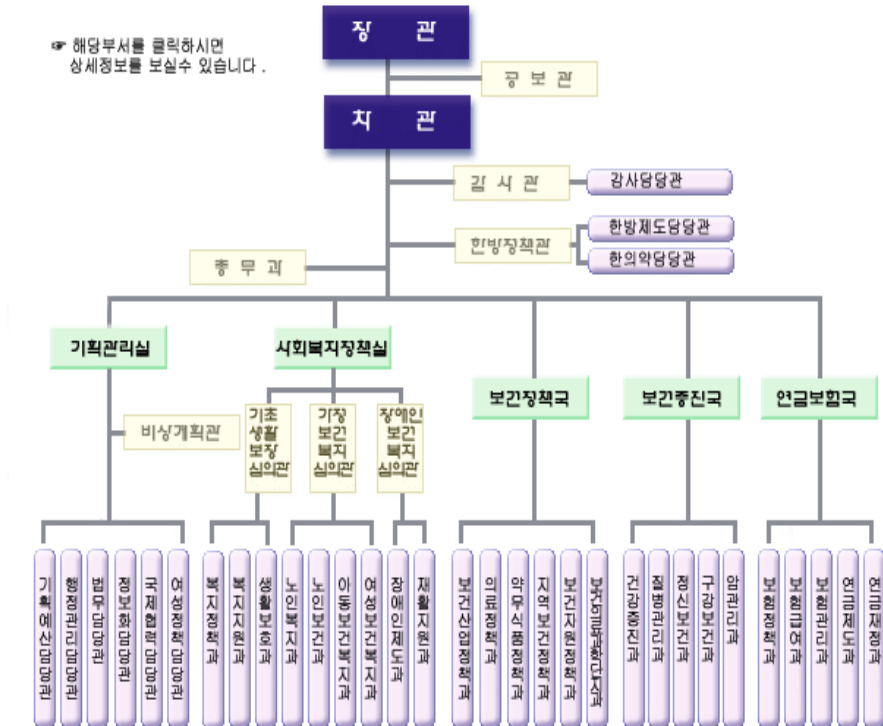 장 관
☞ 해당부서를 클릭하시면
상세정보를 보실수 있습니다 .
공 보 관
차 관
감 사 관
감사담당관
한방정책관
한방제도담당관
한의약담당관
총 무 과
기획관리실
사회복지정책실
보건정책국
보건증진국
연금보험국
비상계획관
기초
생활
보장
심의관
가정
보건
복지
심의관
장애인
보건
복지
심의관
기획예산담당관
행정관리담당관
법무담당관
정보화담당관
국제협력담당관
여성정책담당관
복지정책과
복지지원과
생활보호과
노인복지과
노인보건과
아동보건복지과
여성보건복지과
장애인제도과
재활지원과
보건산업정책과
의료정책과
약무식품정책과
지역보건정책과
보건자원정책과
건강증진과
질병관리과
정신보건과
구강보건과
암관리과
보험정책과
보험급여과
보험관리과
연금제도과
연금재정과